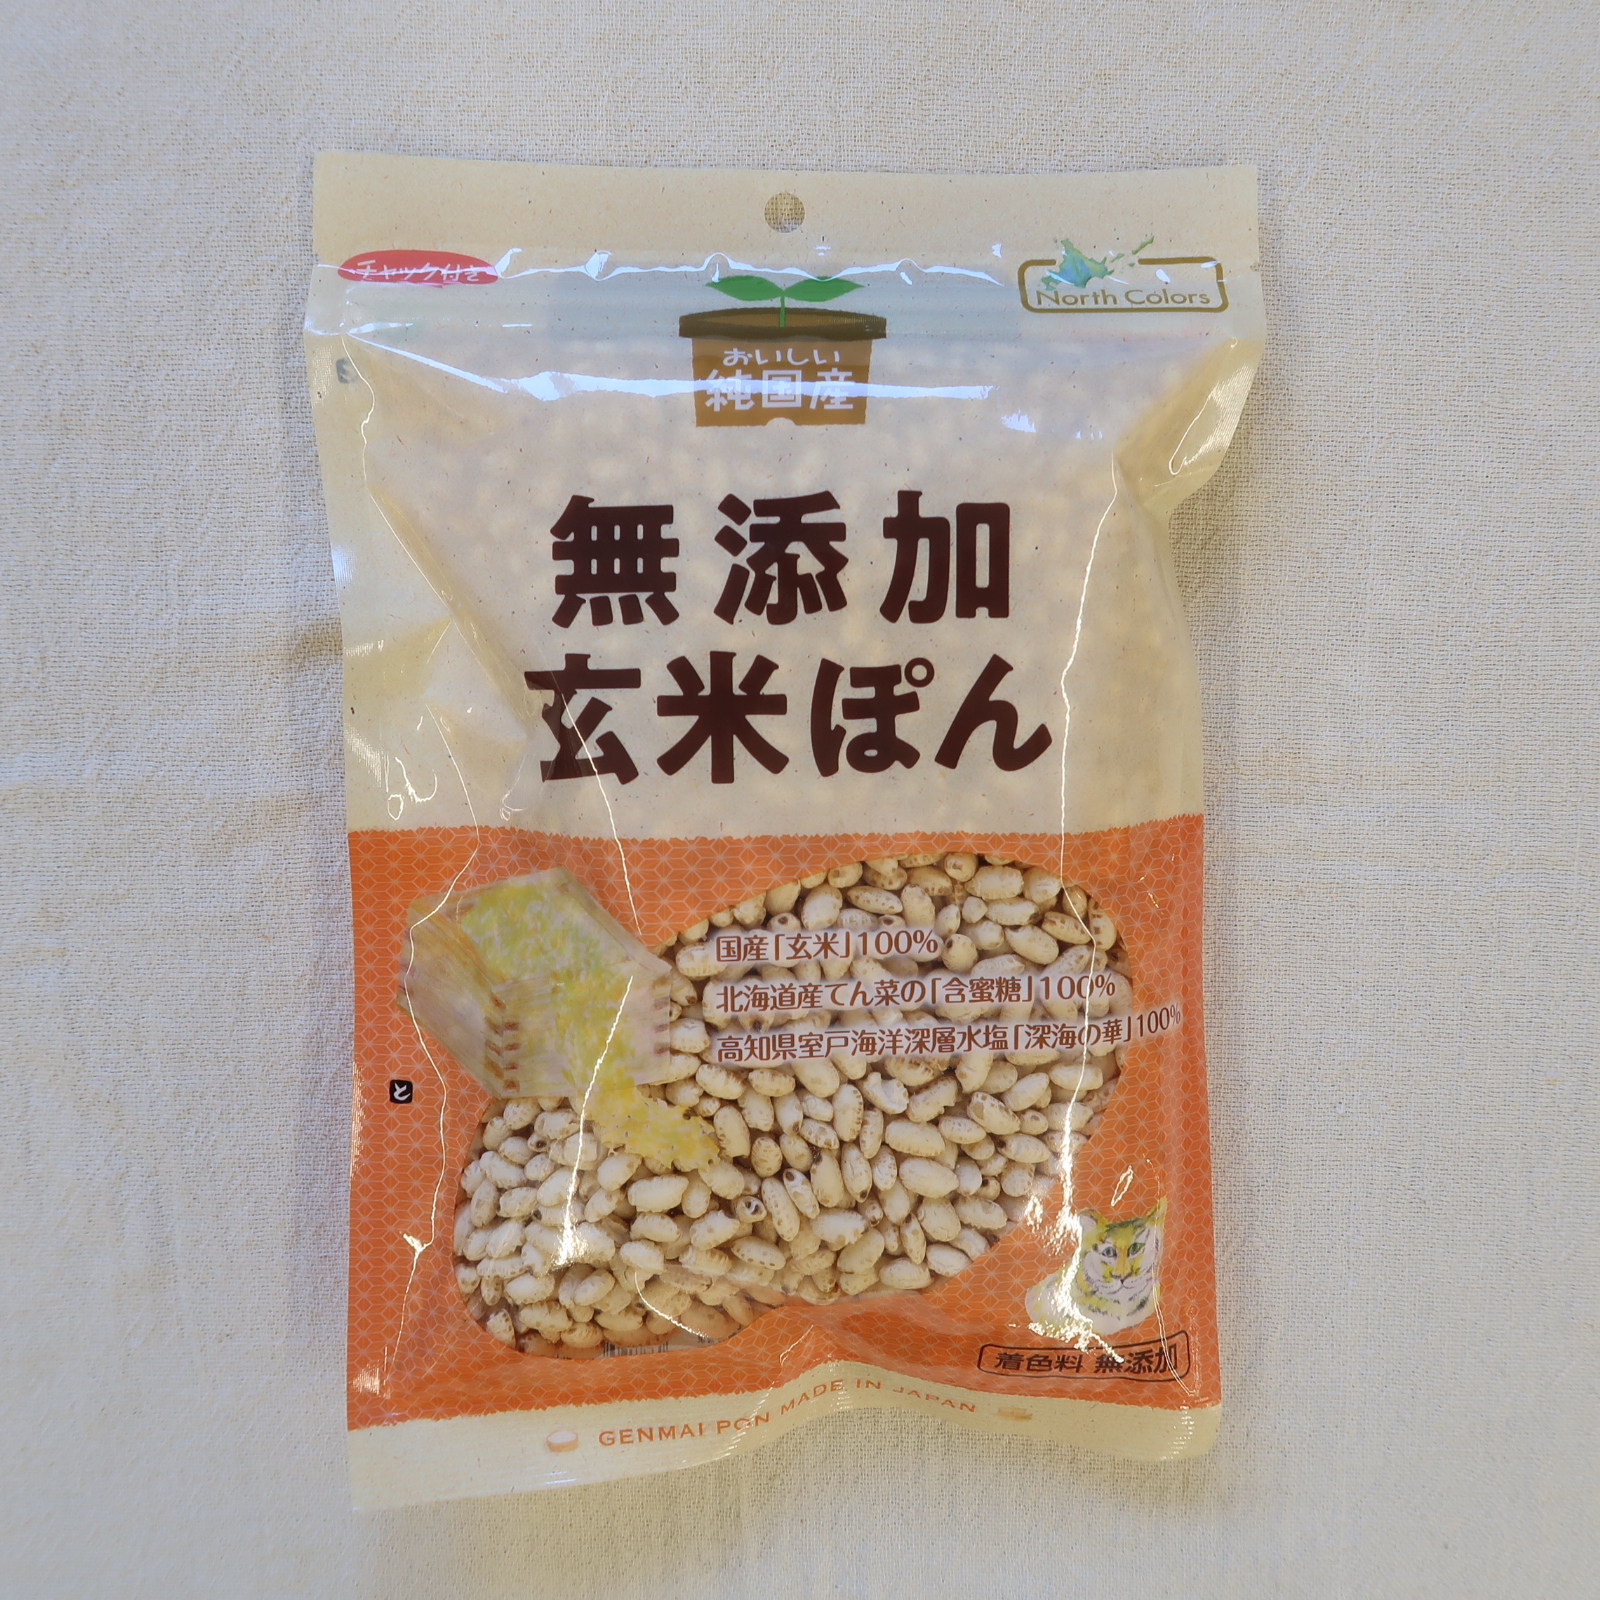 チャック付き
North Colors
おいしい
純国産
無添加
玄米ぽん
国産「玄米」100%
北海道産てん菜の「含蜜糖」100%
高知県室戸海洋深層水塩「深海の華」100%
と
着色料 無添加
GENMAI PON MADE IN JAPAN